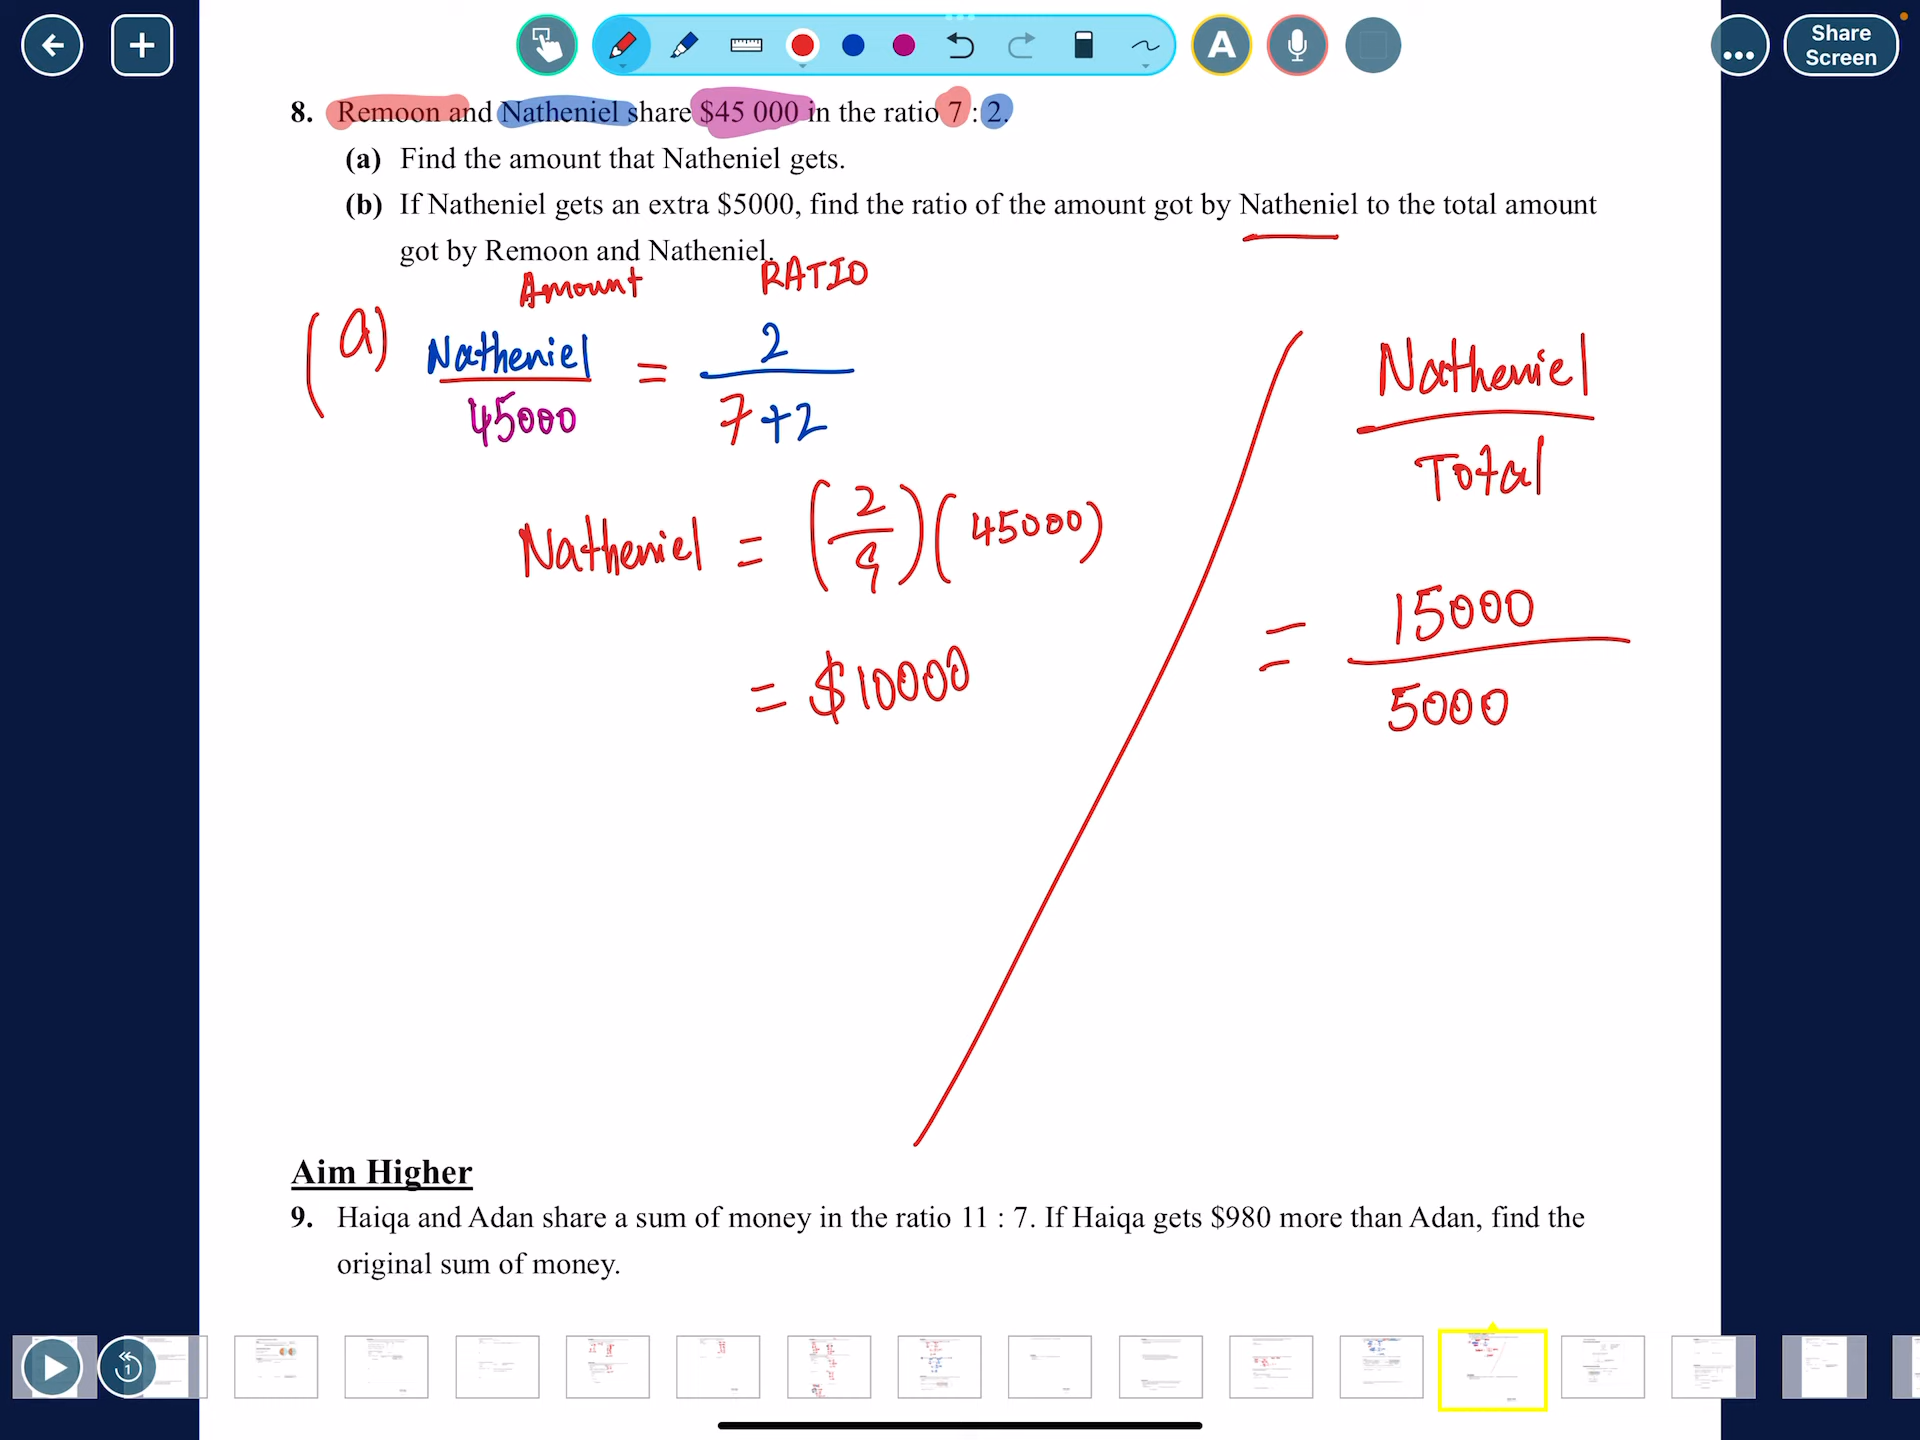 Share
Screen
A
8. Remoon and Natheniel share $45 000 in the ratio 7 : 2.
(a) Find the amount that Natheniel gets.
(b) If Natheniel gets an extra $5000, find the ratio of the amount got by Natheniel to the total amount
got by Remoon and Natheniel.
Amount RATIO
(a) Natheniel / 45000 = 2 / 7+2
Natheniel = (2/9)(45000)
= $10000
Natheniel / Total
= 15000 / 5000
Aim Higher
9. Haiqa and Adan share a sum of money in the ratio 11 : 7. If Haiqa gets $980 more than Adan, find the
original sum of money.
1